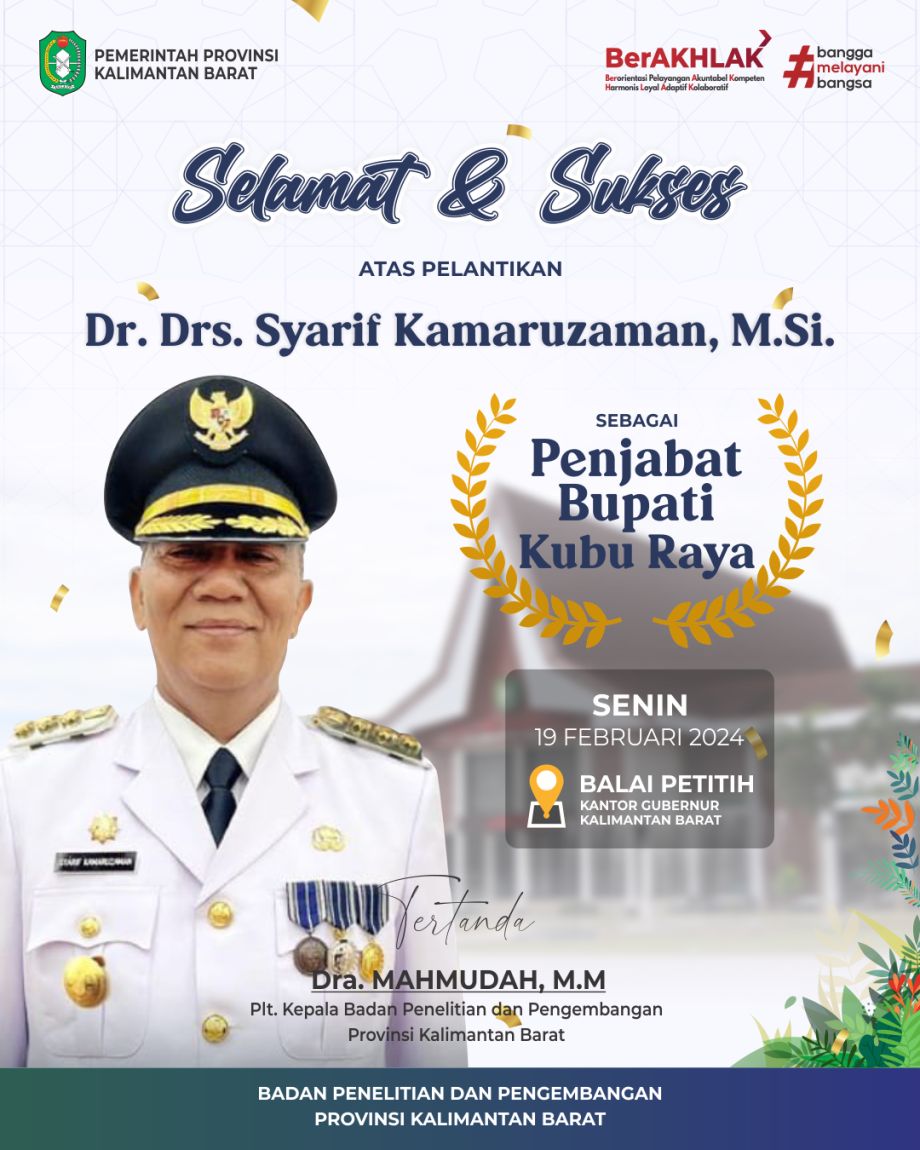 PEMERINTAH PROVINSI
KALIMANTAN BARAT
BerAKHLAK
Berorientasi Pelayangan Akuntabel Kompeten
Harmonis Loyal Adaptif Kolaboratif
# bangga
melayani
bangsa
Selamat & Sukses
ATAS PELANTIKAN
Dr. Drs. Syarif Kamaruzaman, M.Si.
SEBAGAI
Penjabat
Bupati
Kubu Raya
SENIN
19 FEBRUARI 2024
BALAI PETITIH
KANTOR GUBERNUR
KALIMANTAN BARAT
SYARIF KAMARUZAMAN
Tertanda
Dra. MAHMUDAH, M.M
Plt. Kepala Badan Penelitian dan Pengembangan
Provinsi Kalimantan Barat
BADAN PENELITIAN DAN PENGEMBANGAN
PROVINSI KALIMANTAN BARAT